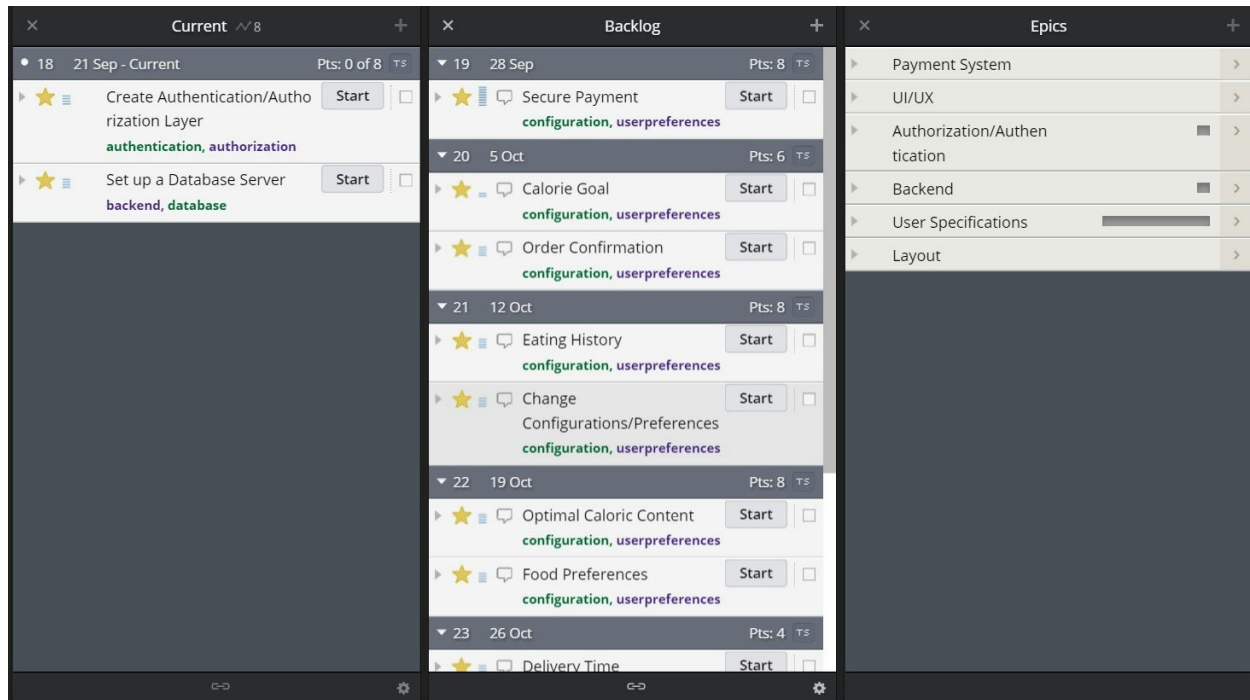 Current 8
18 21 Sep - Current Pts: 0 of 8 TS
Create Authentication/Autho
rization Layer
Start
authentication, authorization
Set up a Database Server
Start
backend, database
Backlog
19 28 Sep Pts: 8 TS
Secure Payment
Start
configuration, userpreferences
20 5 Oct Pts: 6 TS
Calorie Goal
Start
configuration, userpreferences
Order Confirmation
Start
configuration, userpreferences
21 12 Oct Pts: 8 TS
Eating History
Start
configuration, userpreferences
Change
Configurations/Preferences
Start
configuration, userpreferences
22 19 Oct Pts: 8 TS
Optimal Caloric Content
Start
configuration, userpreferences
Food Preferences
Start
configuration, userpreferences
23 26 Oct Pts: 4 TS
Delivery Time
Start
Epics
Payment System
UI/UX
Authorization/Authen
tication
Backend
User Specifications
Layout